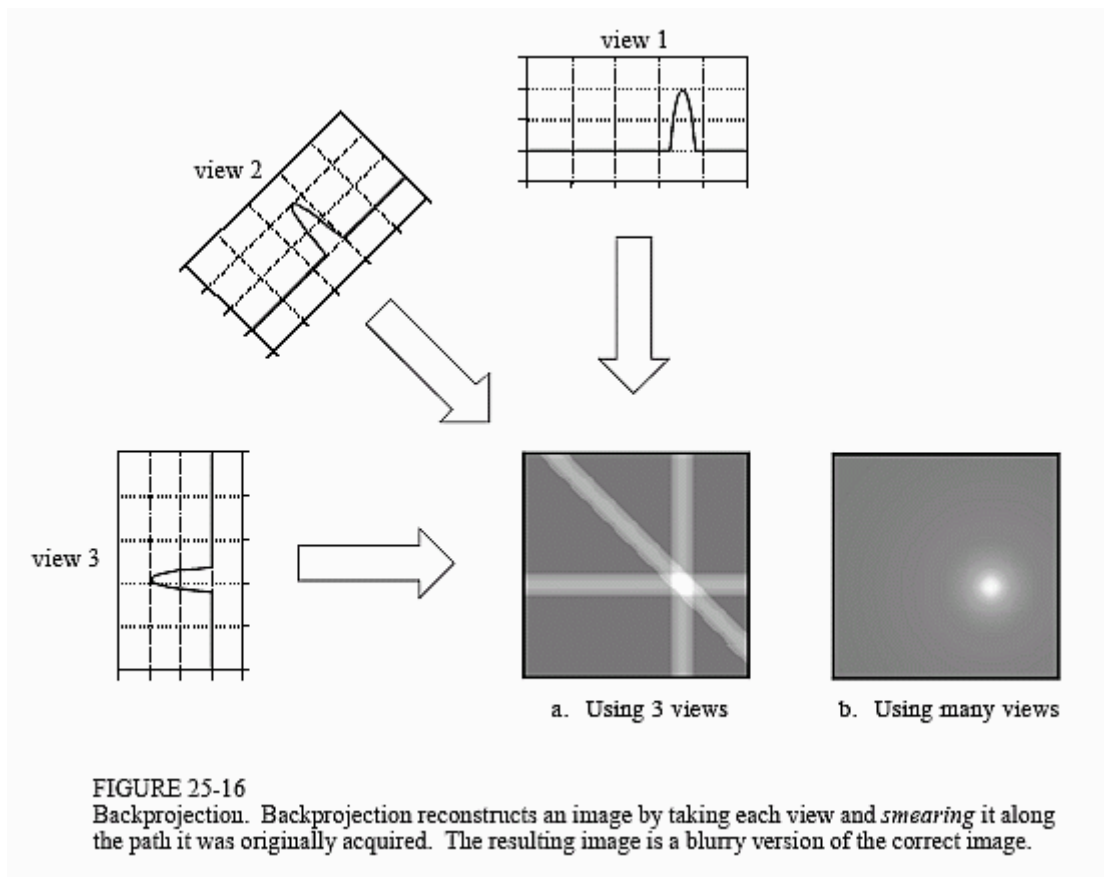 view 1
view 2
view 3
a. Using 3 views
b. Using many views
FIGURE 25-16
Backprojection. Backprojection reconstructs an image by taking each view and smearing it along
the path it was originally acquired. The resulting image is a blurry version of the correct image.